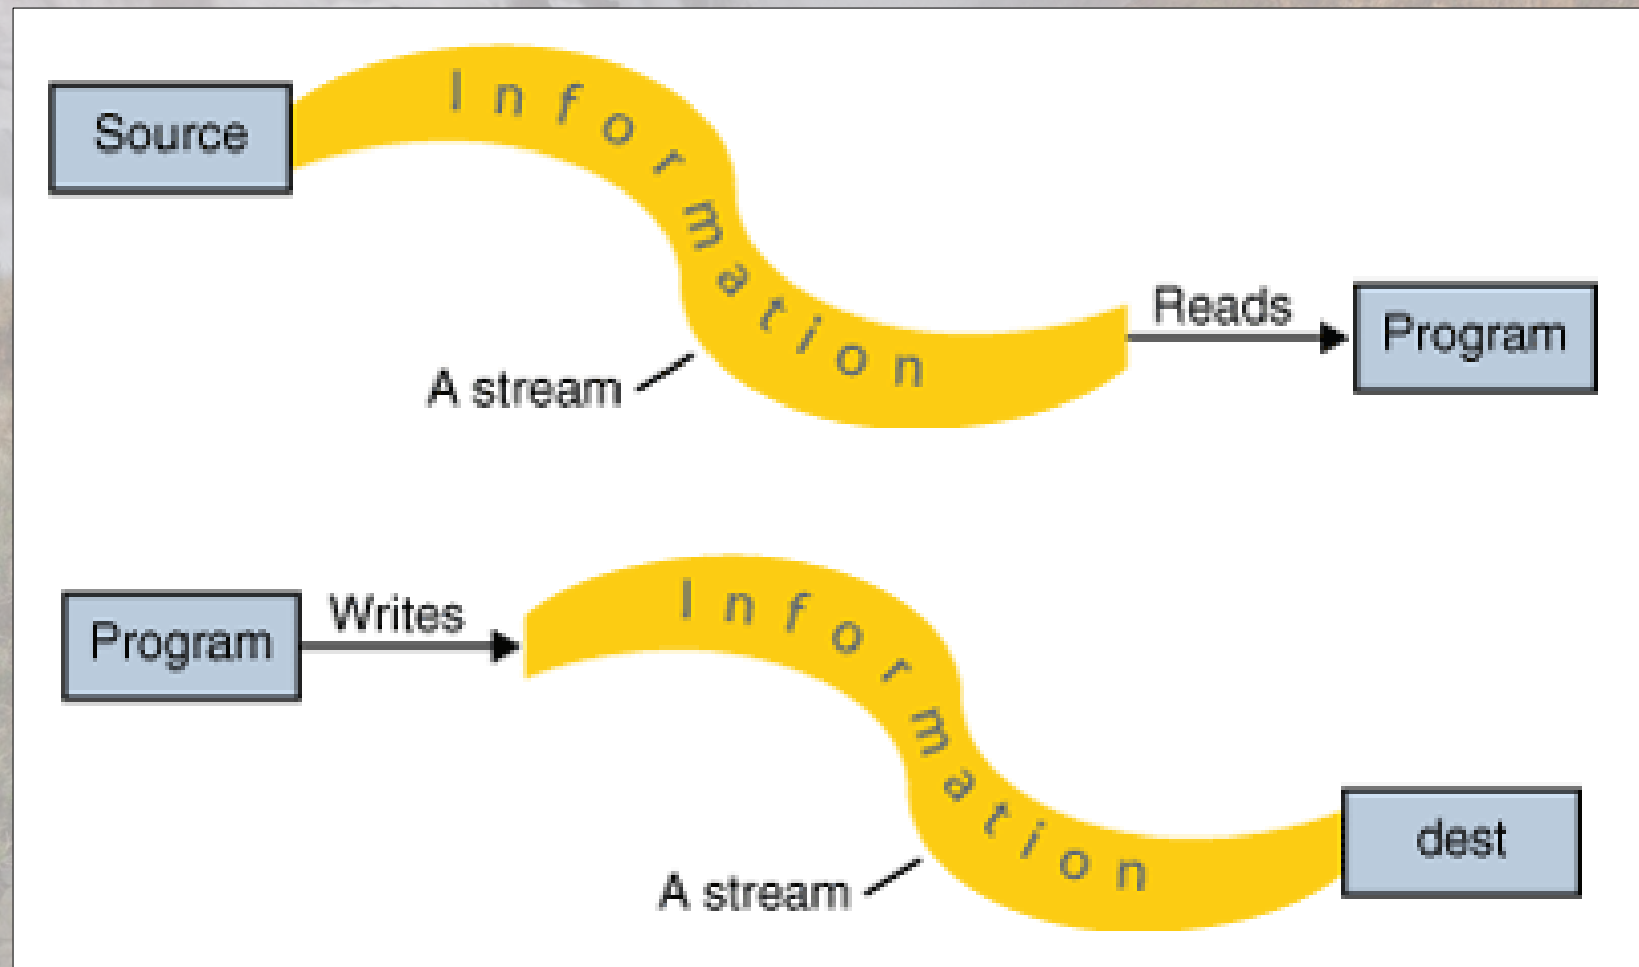 Source
Information
Reads
Program
A stream
Program
Writes
Information
dest
A stream